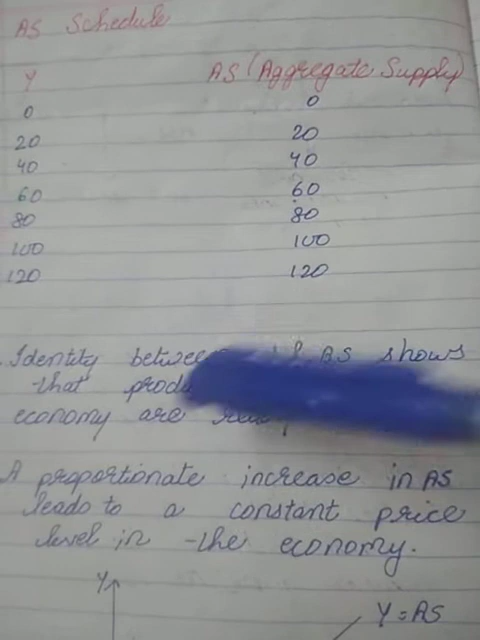 AS Schedule
Y AS (Aggregate Supply)
0 0
20 20
40 40
60 60
80 80
100 100
120 120
Identity AS shows
that
economy are
A proportionate increase in AS
leads to a constant price
level in the economy.
Y
Y = AS